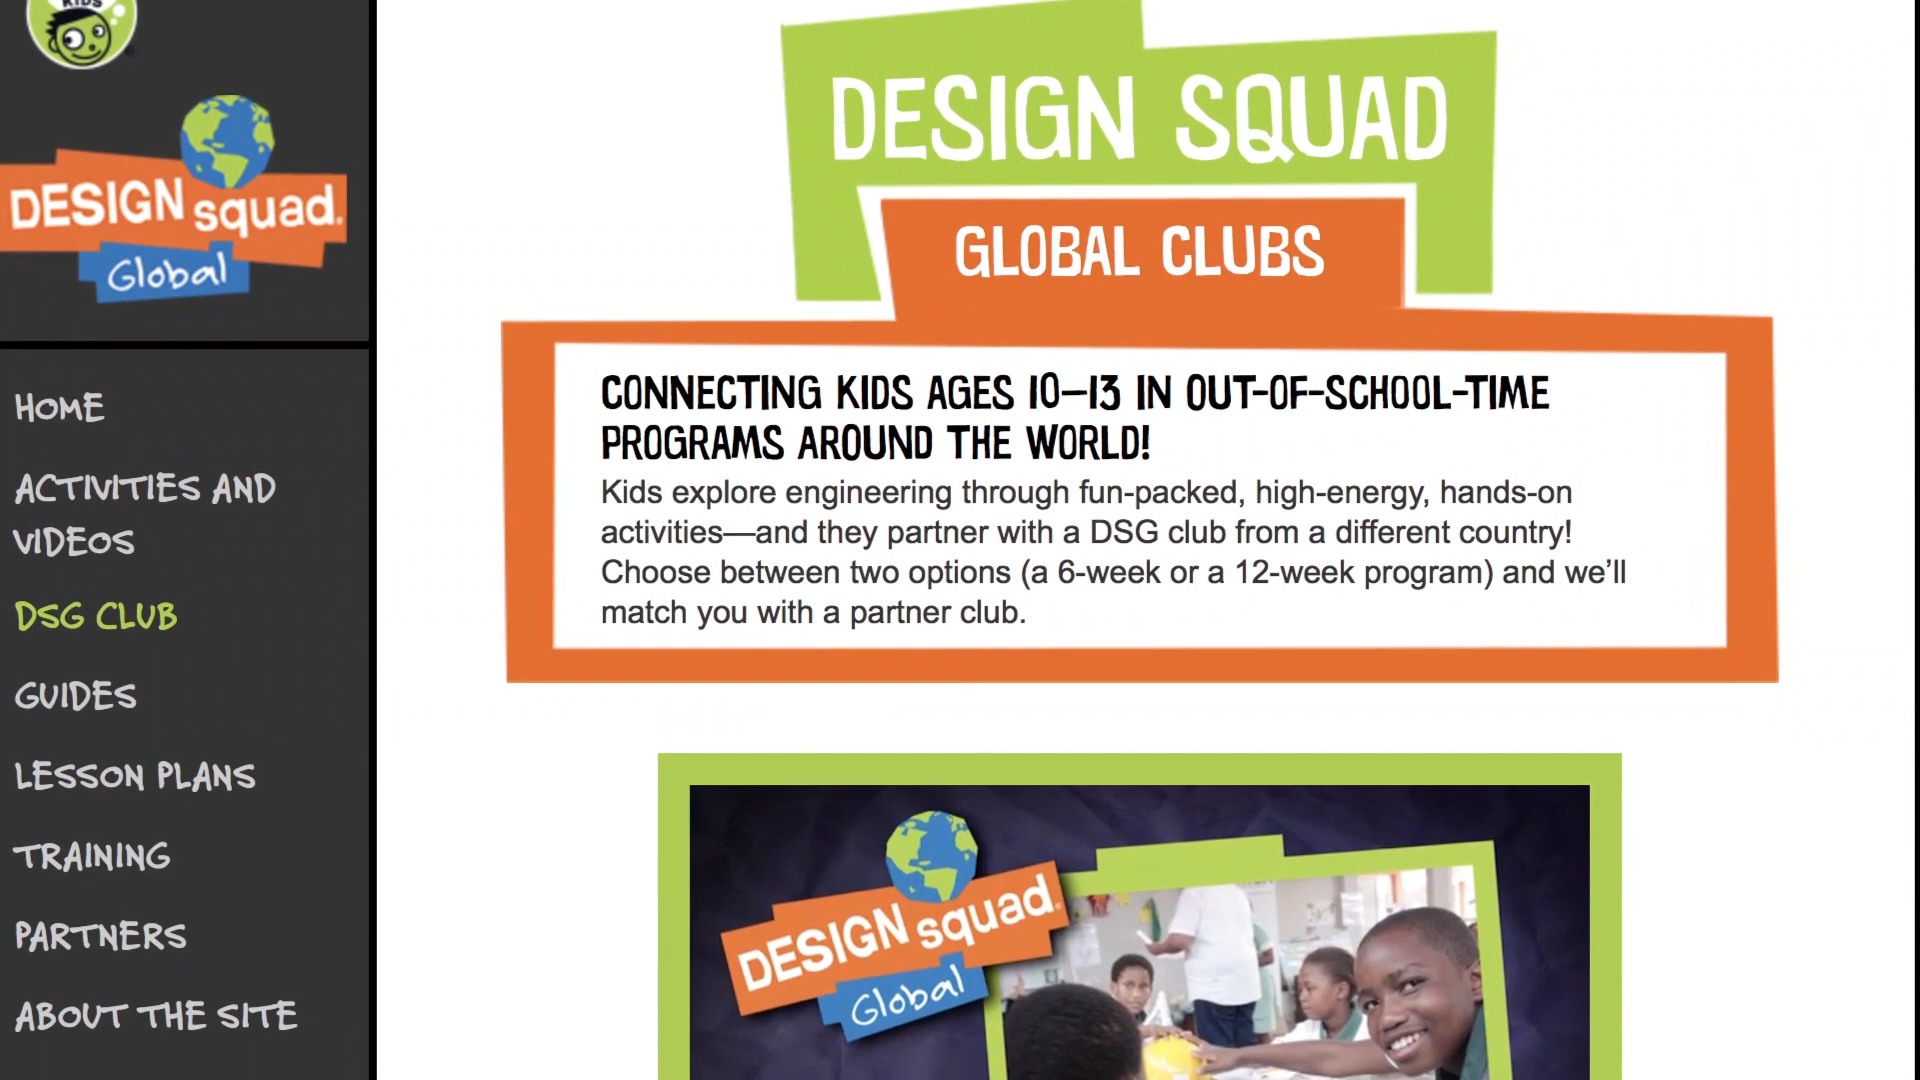 KIDS
DESIGN squad.
Global
HOME
ACTIVITIES AND
VIDEOS
DSG CLUB
GUIDES
LESSON PLANS
TRAINING
PARTNERS
ABOUT THE SITE
DESIGN SQUAD
GLOBAL CLUBS
CONNECTING KIDS AGES 10–13 IN OUT-OF-SCHOOL-TIME
PROGRAMS AROUND THE WORLD!
Kids explore engineering through fun-packed, high-energy, hands-on
activities—and they partner with a DSG club from a different country!
Choose between two options (a 6-week or a 12-week program) and we’ll
match you with a partner club.
DESIGN squad.
Global